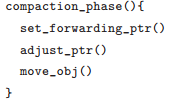 compaction_phase(){
  set_forwarding_ptr()
  adjust_ptr()
  move_obj()
}